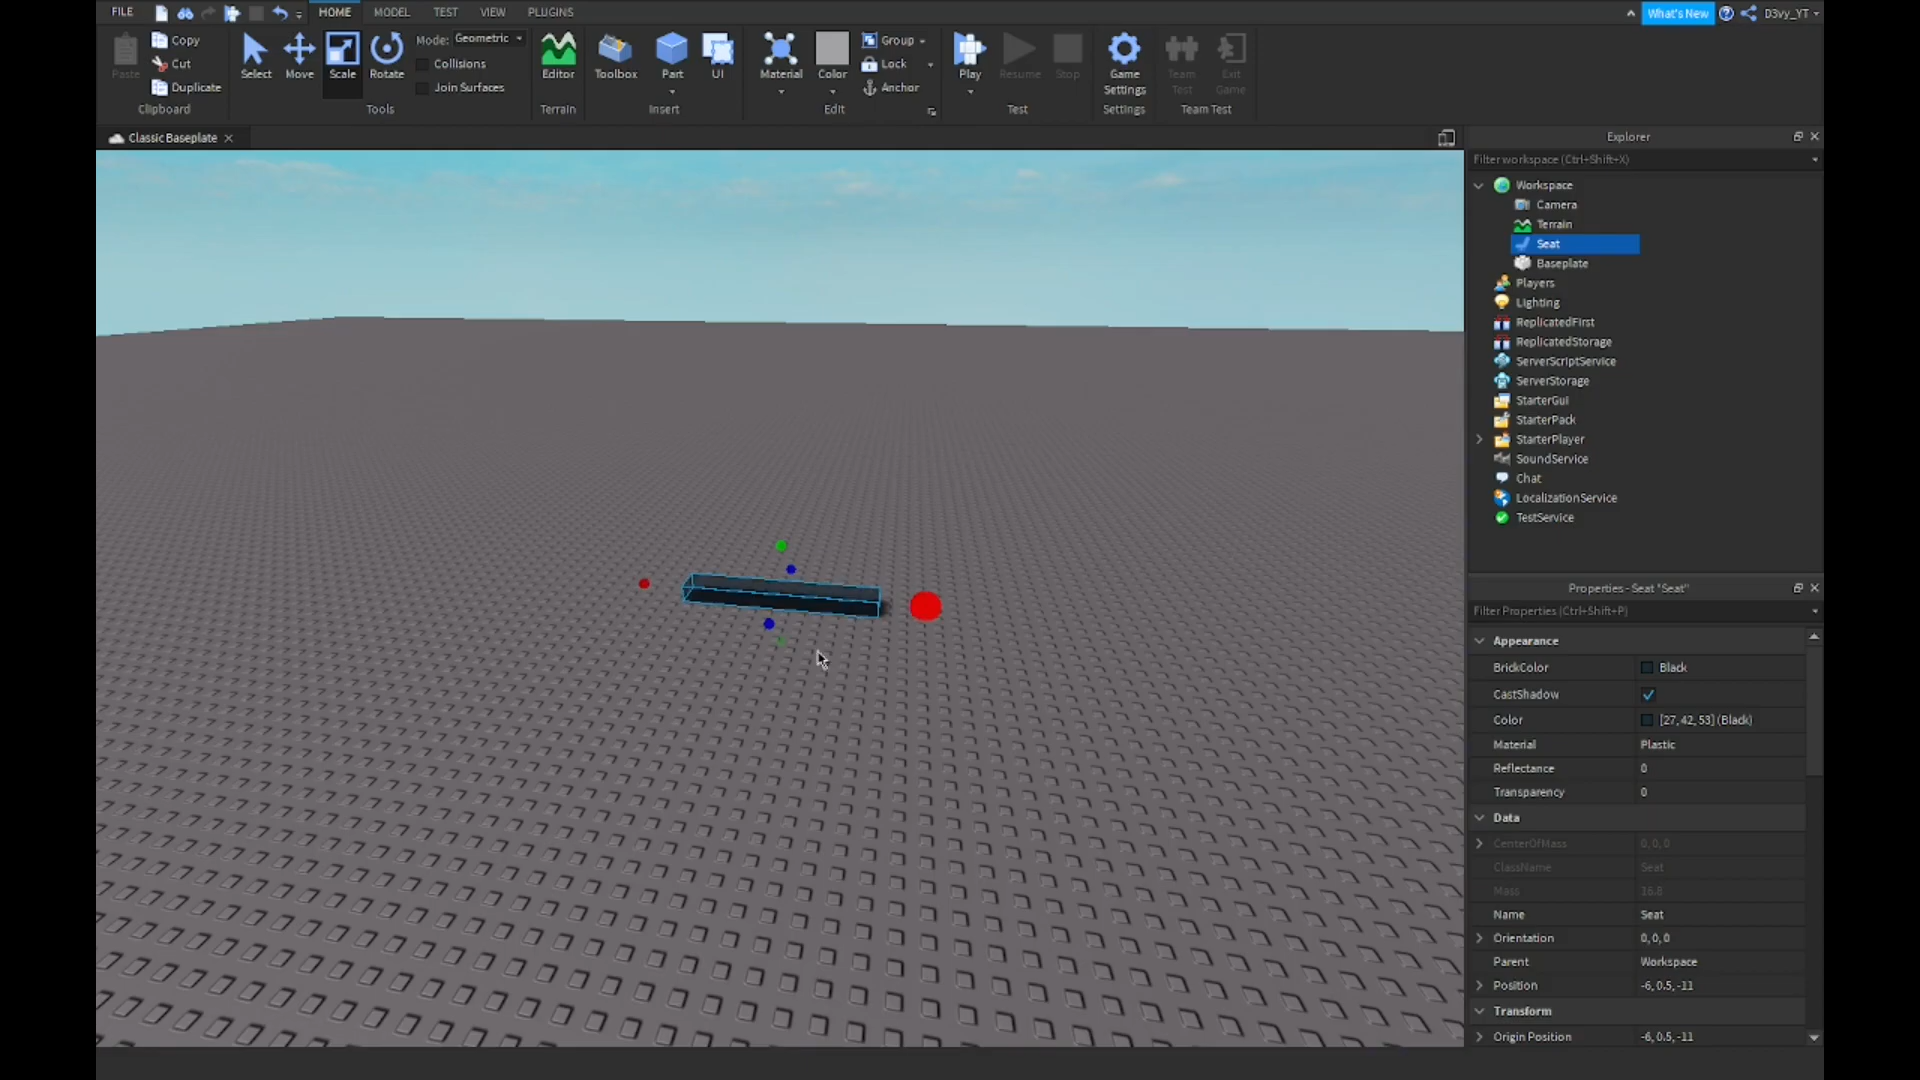 FILE HOME MODEL TEST VIEW PLUGINS What's New D3vy_YT
Paste Copy Cut Duplicate Clipboard
Select Move Scale Rotate Mode: Geometric Collisions Join Surfaces Tools
Editor Terrain
Toolbox Part UI Insert
Material Color Group Lock Anchor Edit
Play Resume Stop Test
Game Settings Settings
Team Test Exit Game Team Test
Classic Baseplate
Explorer
Filter workspace (Ctrl+Shift+X)
Workspace
Camera
Terrain
Seat
Baseplate
Players
Lighting
ReplicatedFirst
ReplicatedStorage
ServerScriptService
ServerStorage
StarterGui
StarterPack
StarterPlayer
SoundService
Chat
LocalizationService
TestService
Properties - Seat "Seat"
Filter Properties (Ctrl+Shift+P)
Appearance
BrickColor Black
CastShadow
Color [27, 42, 53] (Black)
Material Plastic
Reflectance 0
Transparency 0
Data
CenterOfMass 0, 0, 0
ClassName Seat
Mass 16.8
Name Seat
Orientation 0, 0, 0
Parent Workspace
Position -6, 0.5, -11
Transform
Origin Position -6, 0.5, -11